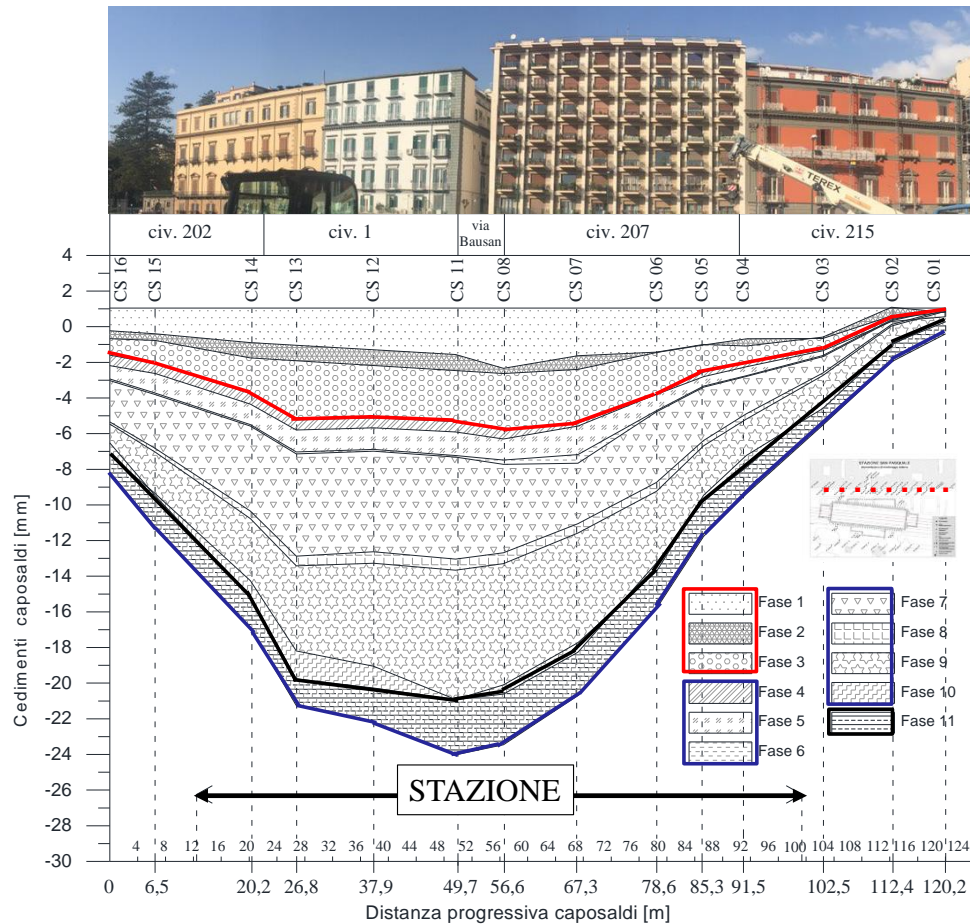 TEREX
civ. 202
civ. 1
via
Bausan
civ. 207
civ. 215
CS 16
CS 15
CS 14
CS 13
CS 12
CS 11
CS 08
CS 07
CS 06
CS 05
CS 04
CS 03
CS 02
CS 01
4
2
0
-2
-4
-6
-8
-10
-12
-14
-16
-18
-20
-22
-24
-26
-28
-30
Cedimenti caposaldi [mm]
STAZIONE SAN PASQUALE
Fase 1
Fase 2
Fase 3
Fase 4
Fase 5
Fase 6
Fase 7
Fase 8
Fase 9
Fase 10
Fase 11
STAZIONE
4 8 12 16 20 24 28 32 36 40 44 48 52 56 60 64 68 72 76 80 84 88 92 96 100 104 108 112 116 120 124
0 6,5 20,2 26,8 37,9 49,7 56,6 67,3 78,6 85,3 91,5 102,5 112,4 120,2
Distanza progressiva caposaldi [m]